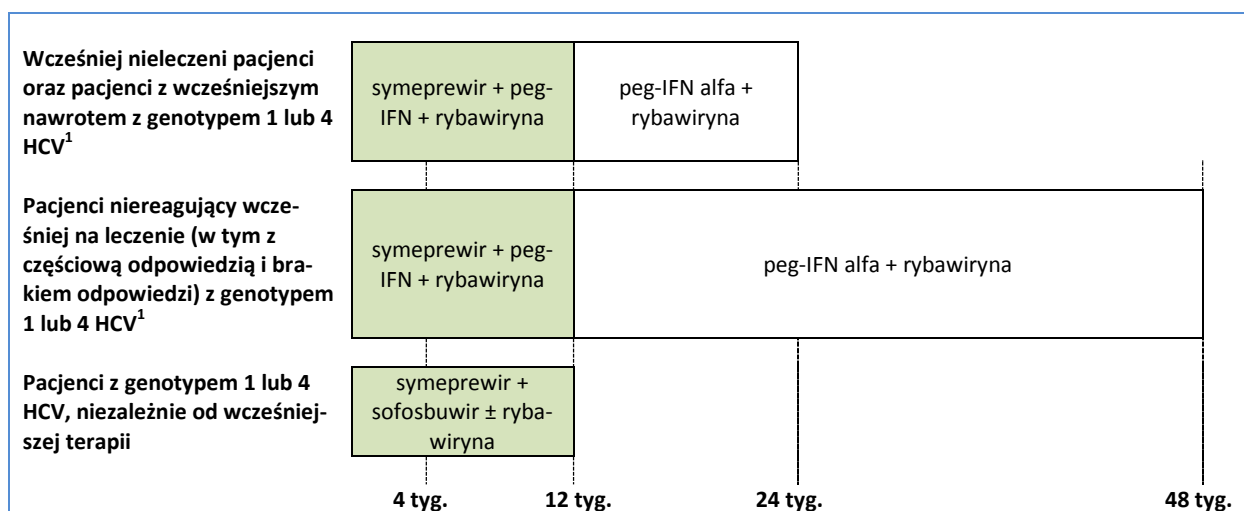 Wcześniej nieleczeni pacjenci
oraz pacjenci z wcześniejszym
nawrotem z genotypem 1 lub 4
HCV¹
symeprewir + peg-
IFN + rybawiryna
peg-IFN alfa +
rybawiryna
Pacjenci niereagujący wcze-
śniej na leczenie (w tym z
częściową odpowiedzią i bra-
kiem odpowiedzi) z genotypem
1 lub 4 HCV¹
symeprewir + peg-
IFN + rybawiryna
peg-IFN alfa + rybawiryna
Pacjenci z genotypem 1 lub 4
HCV, niezależnie od wcześniej-
szej terapii
symeprewir +
sofosbuwir ± ryba-
wiryna
4 tyg. 12 tyg. 24 tyg. 48 tyg.